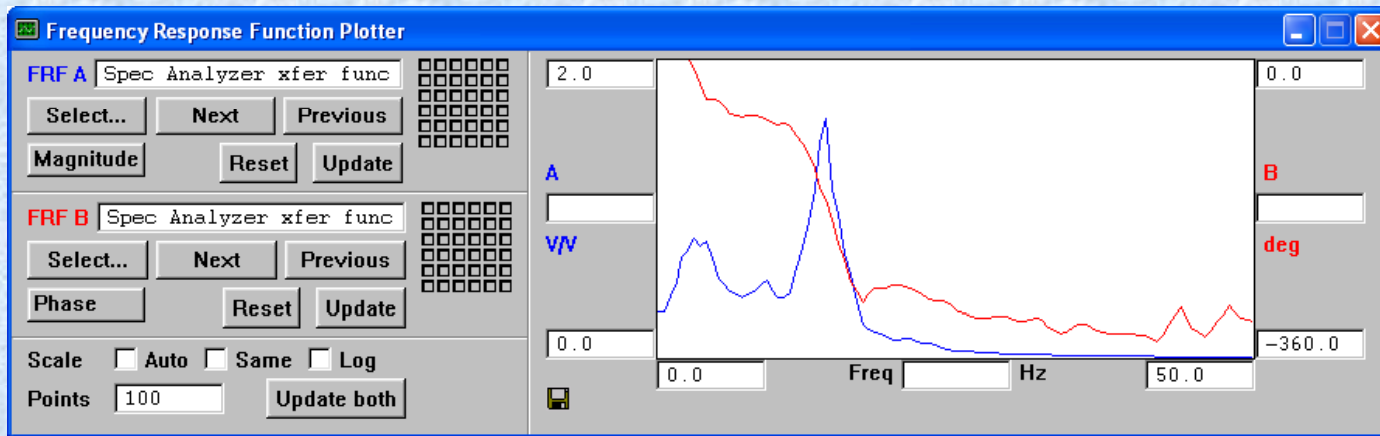 Frequency Response Function Plotter
FRF A Spec Analyzer xfer func
Select... Next Previous
Magnitude Reset Update
FRF B Spec Analyzer xfer func
Select... Next Previous
Phase Reset Update
Scale Auto Same Log
Points 100 Update both
2.0 0.0
A B
V/V deg
0.0 -360.0
0.0 Freq Hz 50.0